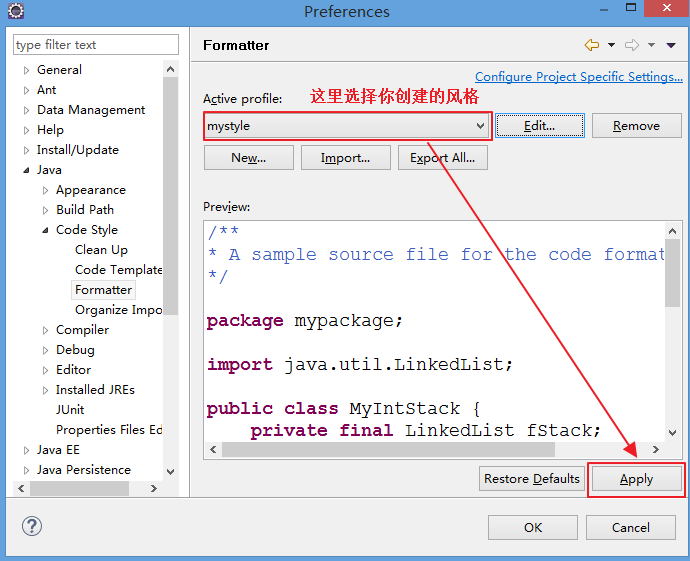 Preferences
type filter text
General
Ant
Data Management
Help
Install/Update
Java
Appearance
Build Path
Code Style
Clean Up
Code Template
Formatter
Organize Impo
Compiler
Debug
Editor
Installed JREs
JUnit
Properties Files Ed
Java EE
Java Persistence
Formatter
Configure Project Specific Settings...
Active profile:
这里选择你创建的风格
mystyle
Edit...
Remove
New...
Import...
Export All...
Preview:
/**
* A sample source file for the code format
*/
package mypackage;
import java.util.LinkedList;
public class MyIntStack {
private final LinkedList fStack;
Restore Defaults
Apply
OK
Cancel